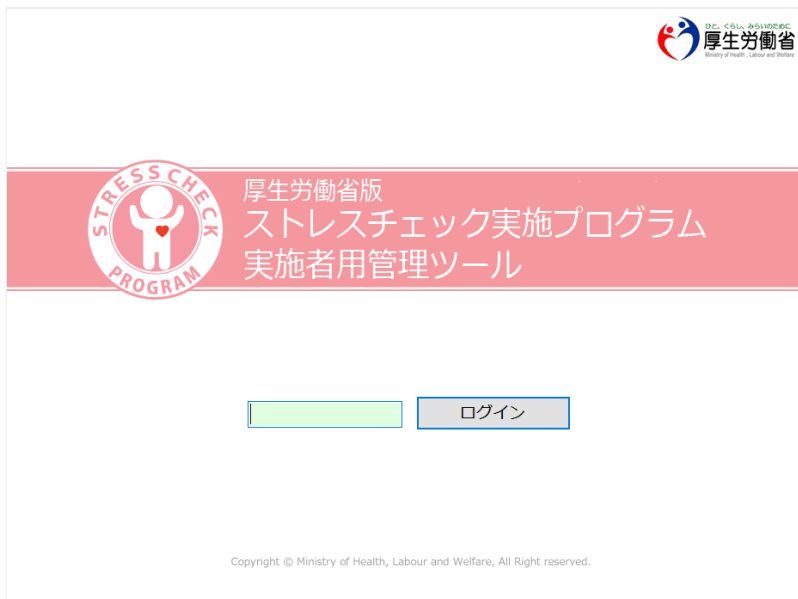 ひと、くらし、みらいのために
厚生労働省
Ministry of Health, Labour and Welfare
STRESS CHECK
PROGRAM
厚生労働省版
ストレスチェック実施プログラム
実施者用管理ツール
ログイン
Copyright © Ministry of Health, Labour and Welfare, All Right reserved.